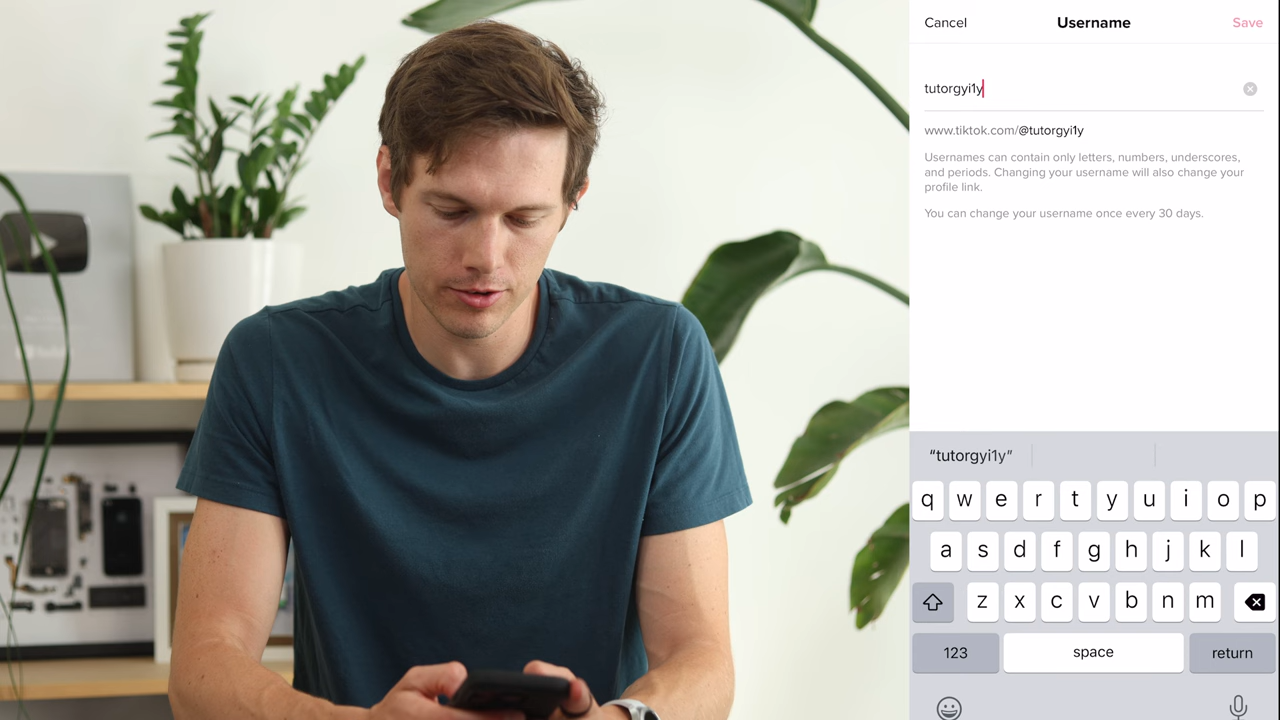 Cancel Username Save
tutorgyi1y
www.tiktok.com/@tutorgyi1y
Usernames can contain only letters, numbers, underscores,
and periods. Changing your username will also change your
profile link.
You can change your username once every 30 days.
“tutorgyi1y”
q w e r t y u i o p
a s d f g h j k l
z x c v b n m
123 space return